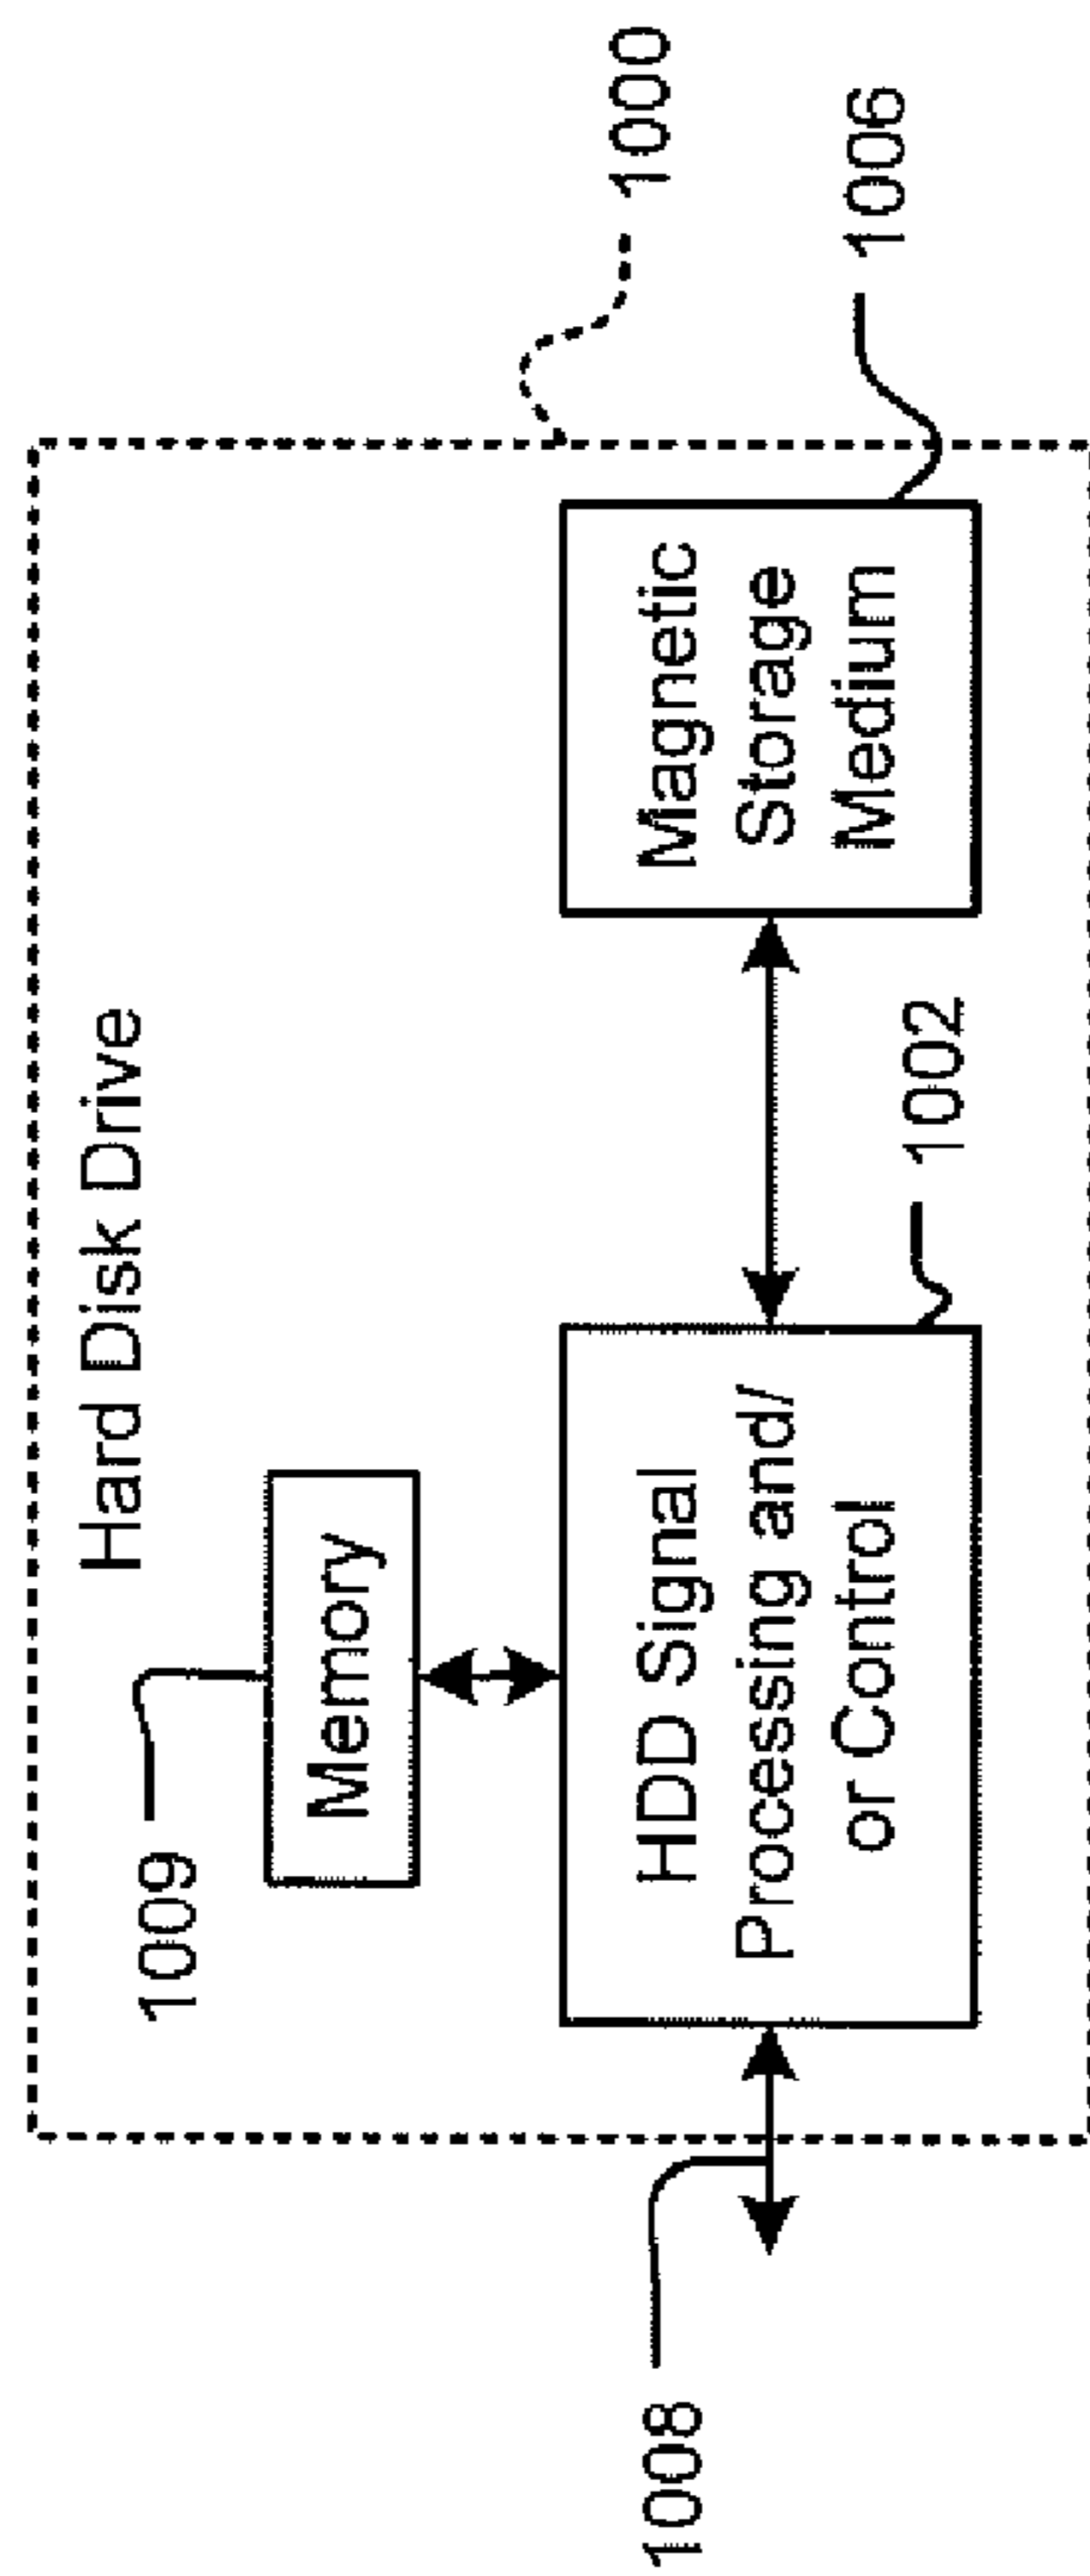 Hard Disk Drive
1000
1009
Memory
HDD Signal
Processing and/
or Control
1002
Magnetic
Storage
Medium
1006
1008